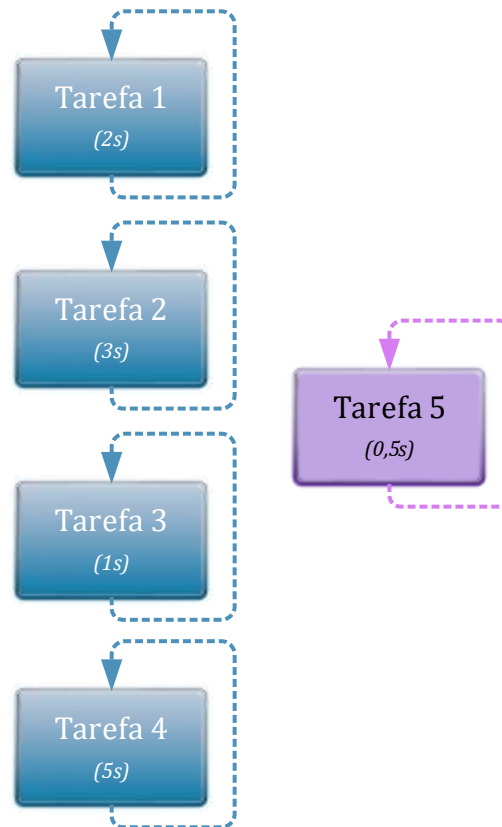 Tarefa 1
(2s)
Tarefa 2
(3s)
Tarefa 3
(1s)
Tarefa 4
(5s)
Tarefa 5
(0,5s)